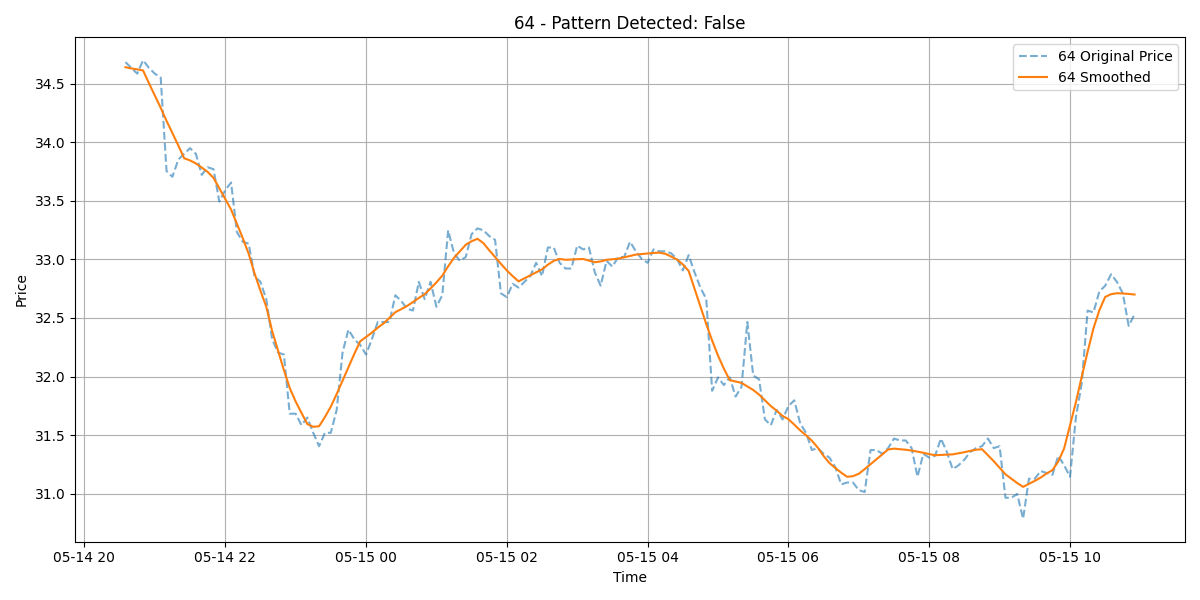 64 - Pattern Detected: False
64 Original Price
64 Smoothed
Price
34.5
34.0
33.5
33.0
32.5
32.0
31.5
31.0
05-14 20 05-14 22 05-15 00 05-15 02 05-15 04 05-15 06 05-15 08 05-15 10
Time